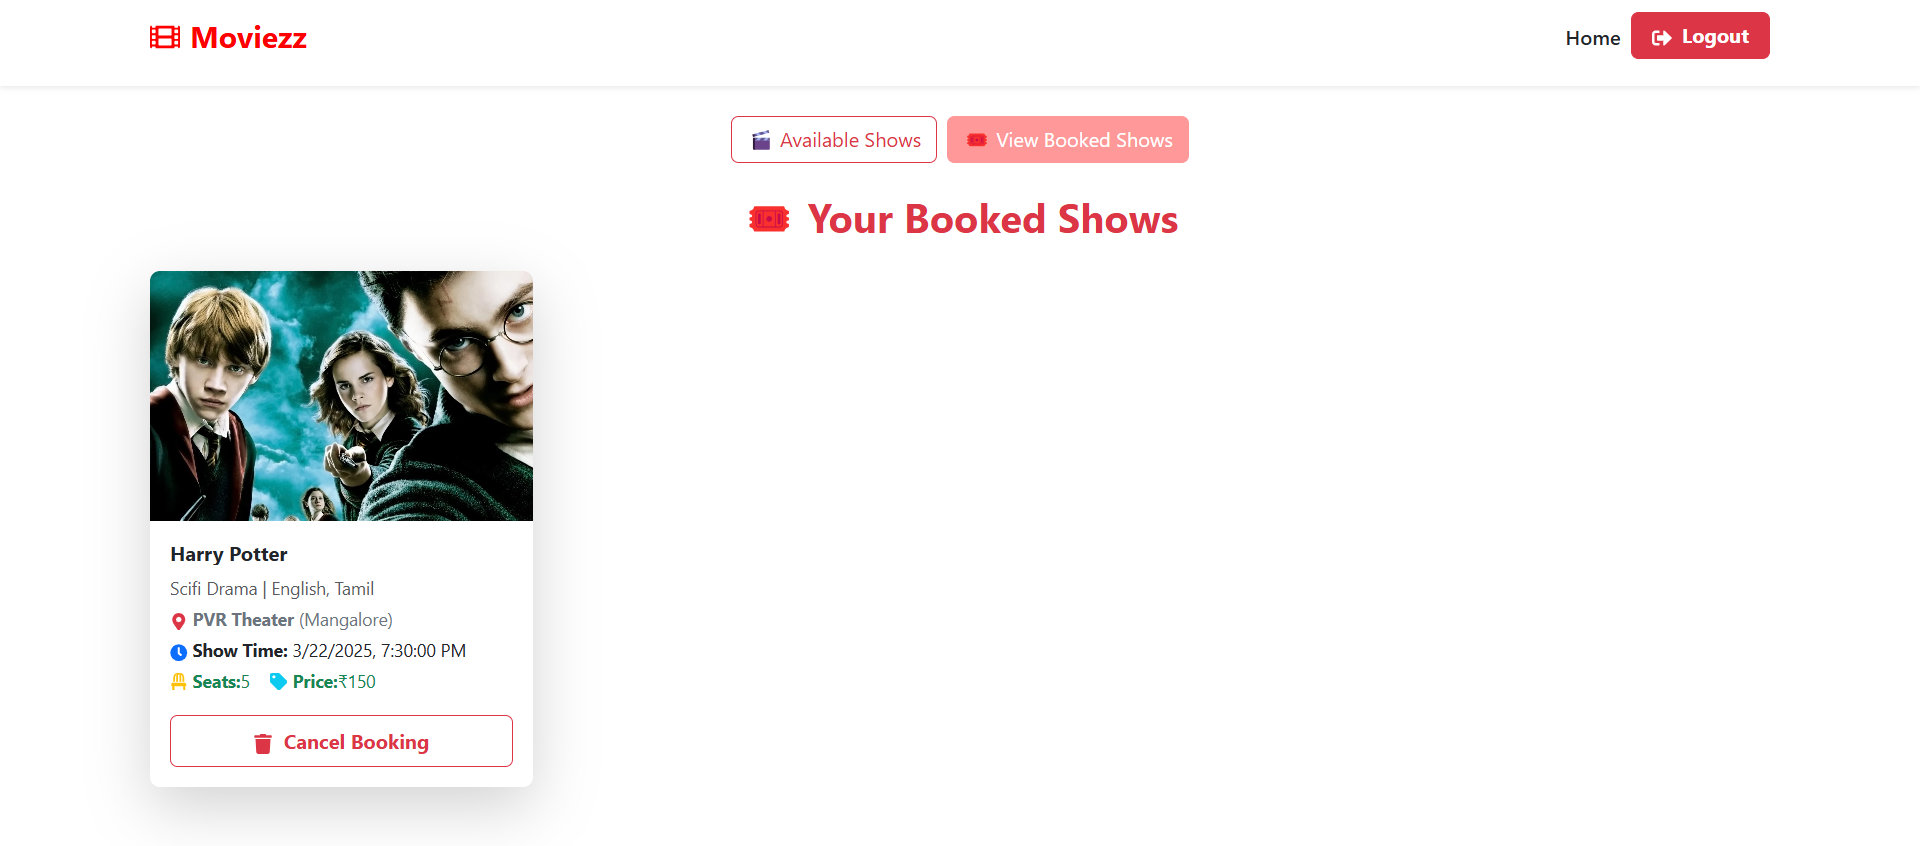 Moviezz
Home
Logout
Available Shows
View Booked Shows
Your Booked Shows
Harry Potter
Scifi Drama | English, Tamil
PVR Theater (Mangalore)
Show Time: 3/22/2025, 7:30:00 PM
Seats:5 Price:₹150
Cancel Booking